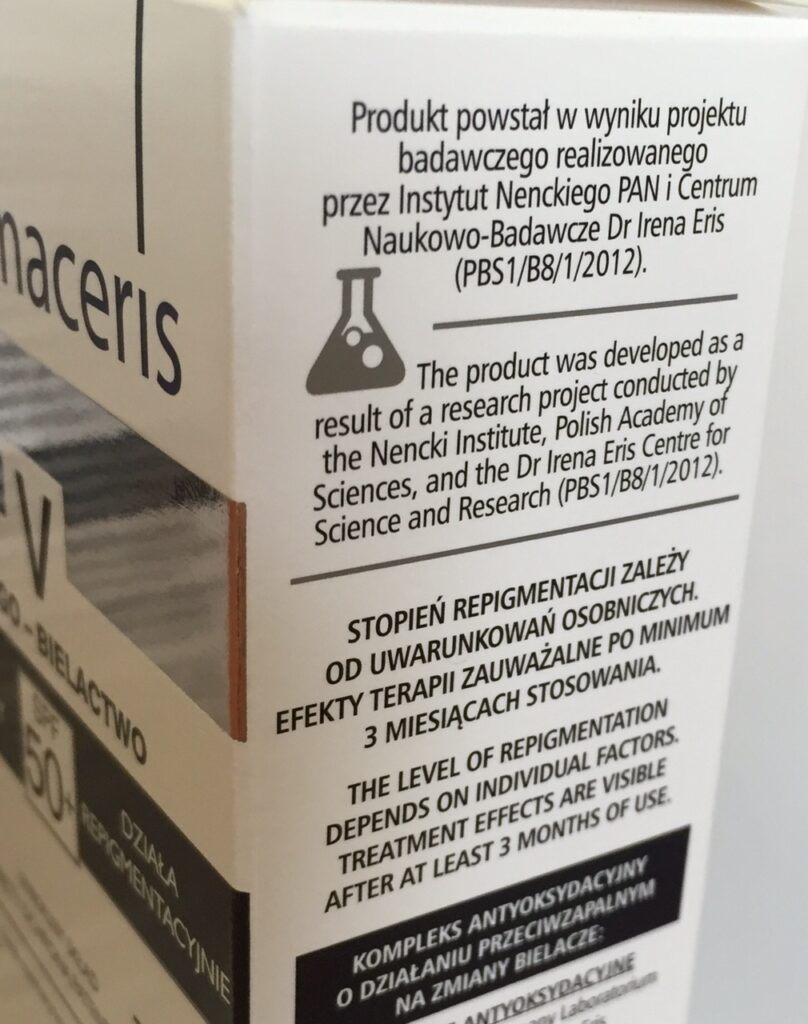 Produkt powstał w wyniku projektu
badawczego realizowanego
przez Instytut Nenckiego PAN i Centrum
Naukowo-Badawcze Dr Irena Eris
(PBS1/B8/1/2012).
The product was developed as a
result of a research project conducted by
the Nencki Institute, Polish Academy of
Sciences, and the Dr Irena Eris Centre for
Science and Research (PBS1/B8/1/2012).
STOPIEŃ REPIGMENTACJI ZALEŻY
OD UWARUNKOWAŃ OSOBNICZYCH.
EFEKTY TERAPII ZAUWAŻALNE PO MINIMUM
3 MIESIĄCACH STOSOWANIA.
THE LEVEL OF REPIGMENTATION
DEPENDS ON INDIVIDUAL FACTORS.
TREATMENT EFFECTS ARE VISIBLE
AFTER AT LEAST 3 MONTHS OF USE.
KOMPLEKS ANTYOKSYDACYJNY
O DZIAŁANIU PRZECIWZAPALNYM
NA ZMIANY BIELACZE:
ANTYOKSYDACYJNE
Laboratorium
Eris
maceris
V
GO – BIELACTWO
SPF
50+
DZIAŁA
REPIGMENTACYJNIE